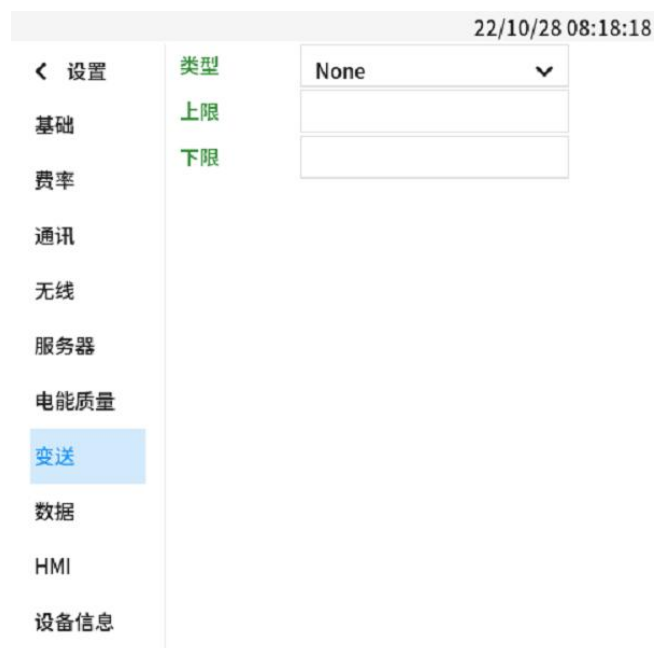 22/10/28 08:18:18
设置
基础
费率
通讯
无线
服务器
电能质量
变送
数据
HMI
设备信息
类型 None
上限
下限